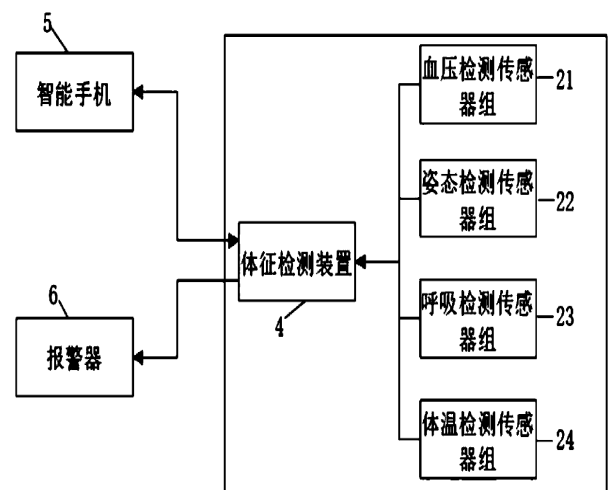 5
智能手机
血压检测传感
器组
21
姿态检测传感
器组
22
体征检测装置
4
6
报警器
呼吸检测传感
器组
23
体温检测传感
器组
24